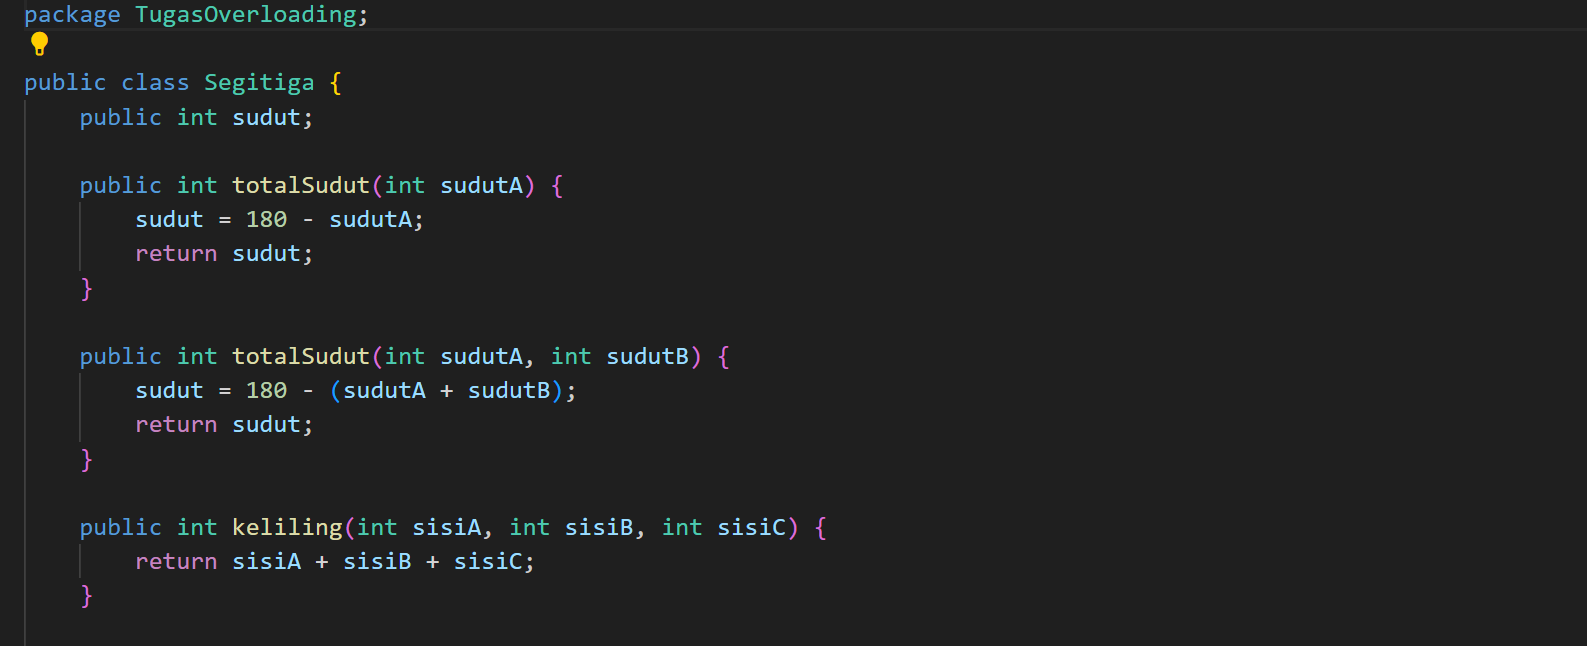 package TugasOverloading;
public class Segitiga {
    public int sudut;
    public int totalSudut(int sudutA) {
        sudut = 180 - sudutA;
        return sudut;
    }
    public int totalSudut(int sudutA, int sudutB) {
        sudut = 180 - (sudutA + sudutB);
        return sudut;
    }
    public int keliling(int sisiA, int sisiB, int sisiC) {
        return sisiA + sisiB + sisiC;
    }